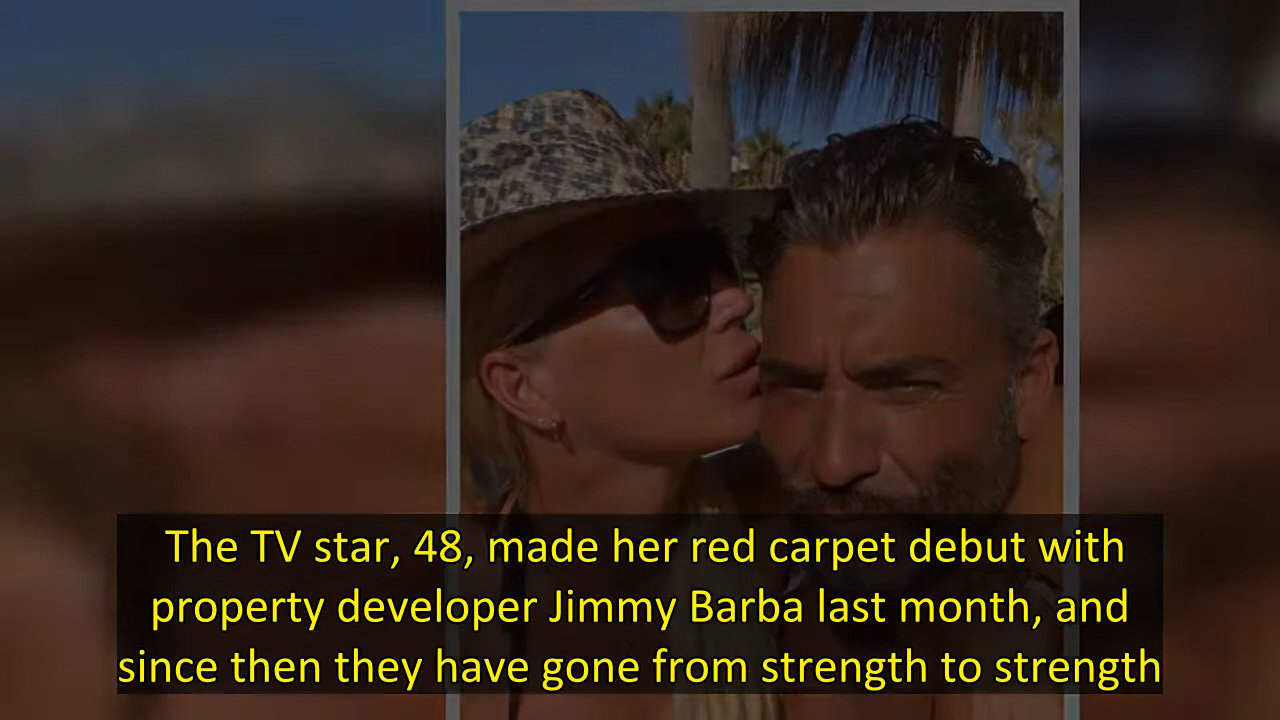 The TV star, 48, made her red carpet debut with
property developer Jimmy Barba last month, and
since then they have gone from strength to strength